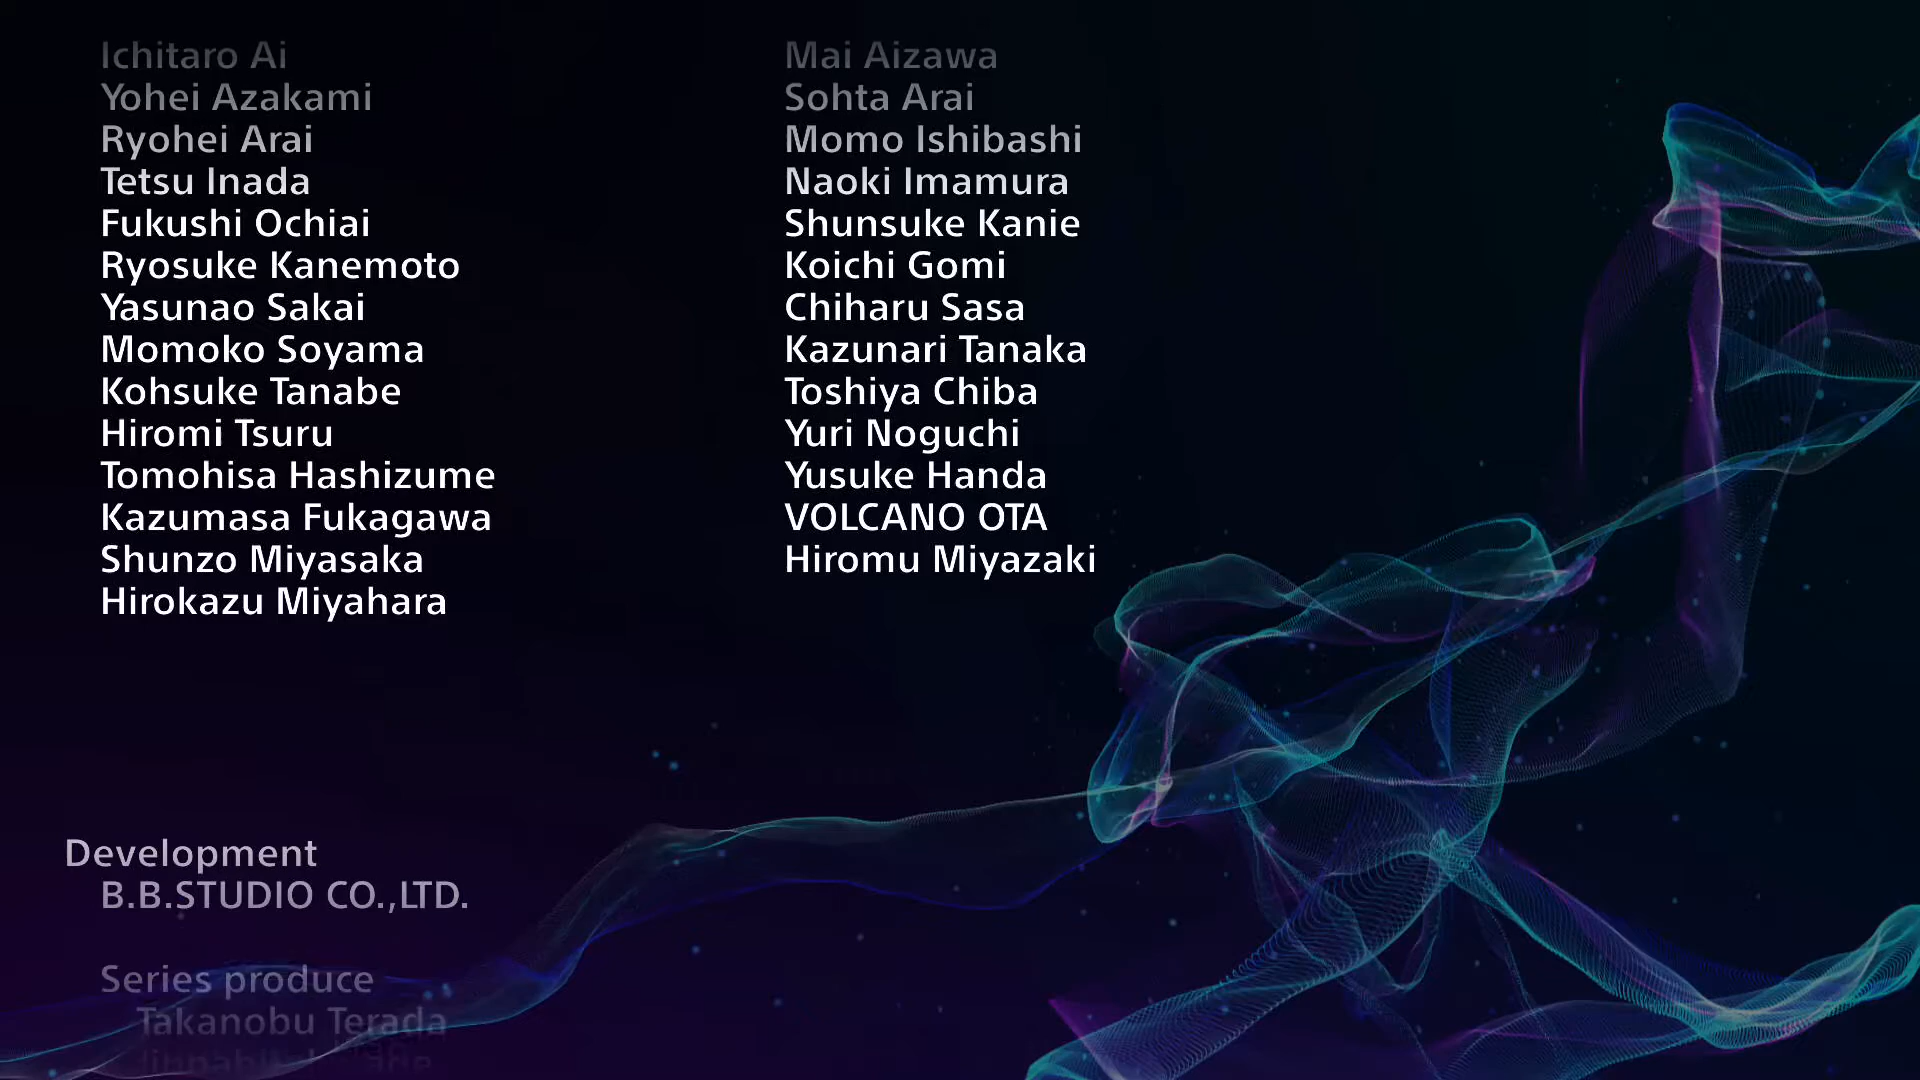 Ichitaro Ai
Yohei Azakami
Ryohei Arai
Tetsu Inada
Fukushi Ochiai
Ryosuke Kanemoto
Yasunao Sakai
Momoko Soyama
Kohsuke Tanabe
Hiromi Tsuru
Tomohisa Hashizume
Kazumasa Fukagawa
Shunzo Miyasaka
Hirokazu Miyahara
Mai Aizawa
Sohta Arai
Momo Ishibashi
Naoki Imamura
Shunsuke Kanie
Koichi Gomi
Chiharu Sasa
Kazunari Tanaka
Toshiya Chiba
Yuri Noguchi
Yusuke Handa
VOLCANO OTA
Hiromu Miyazaki
Development
B.B.STUDIO CO.,LTD.
Series produce
Takanobu Terada